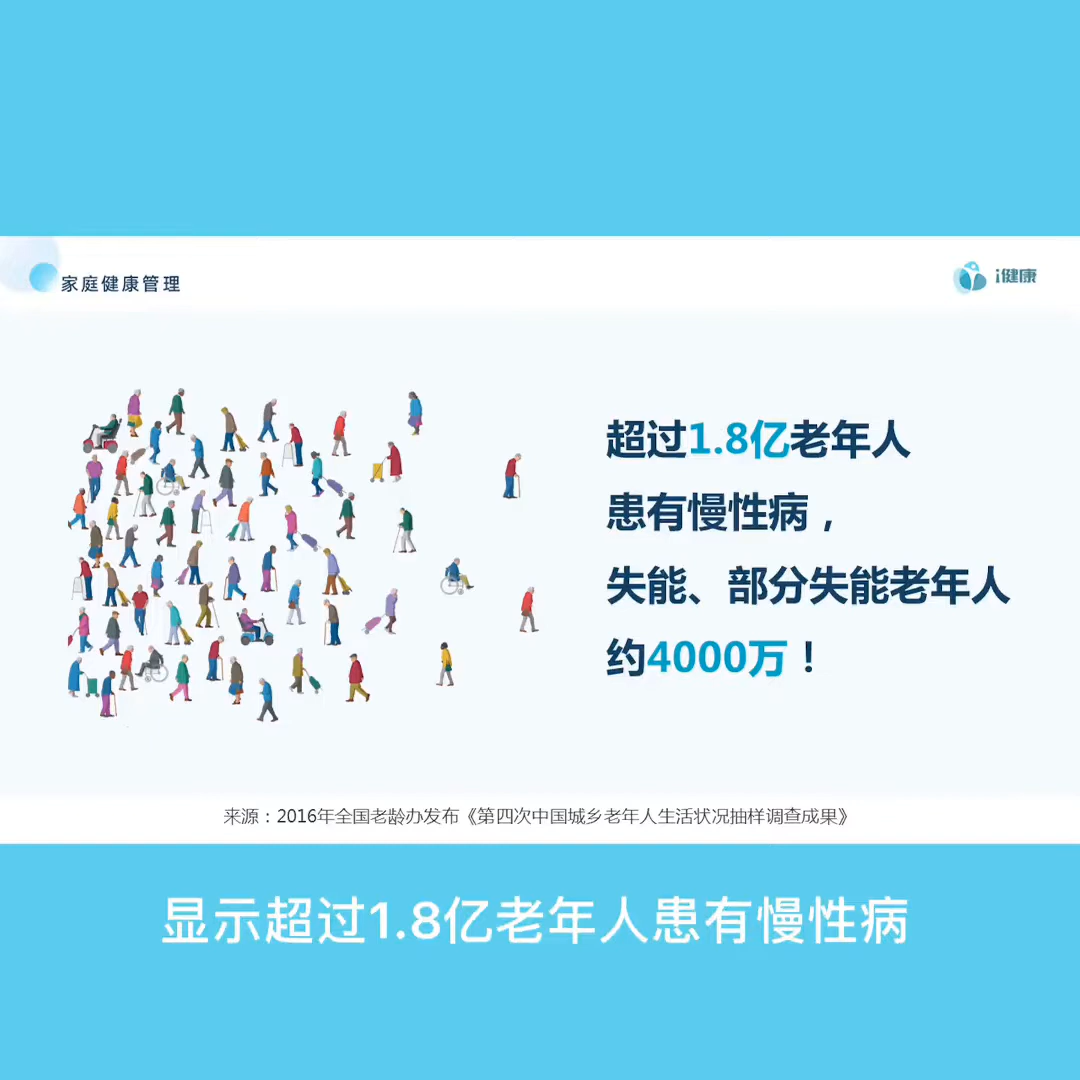 家庭健康管理
i健康
超过1.8亿老年人
患有慢性病，
失能、部分失能老年人
约4000万！
来源：2016年全国老龄办发布《第四次中国城乡老年人生活状况抽样调查成果》
显示超过1.8亿老年人患有慢性病